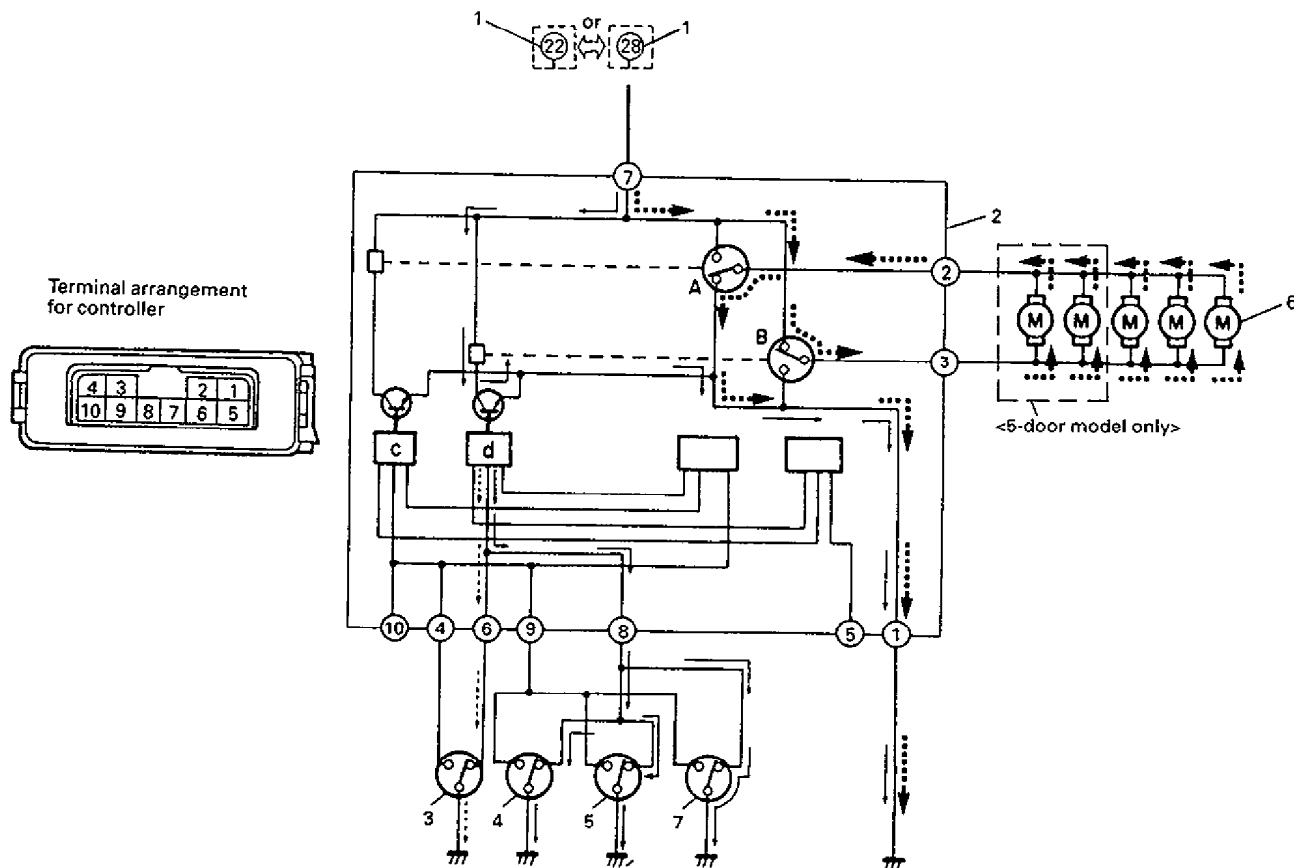 1 or 1
22 28
7
2
A
2
M M M M M 6
B
3
<5-door model only>
Terminal arrangement
for controller
4 3 2 1
10 9 8 7 6 5
c d
10 4 6 9 8 5 1
3 4 5 7